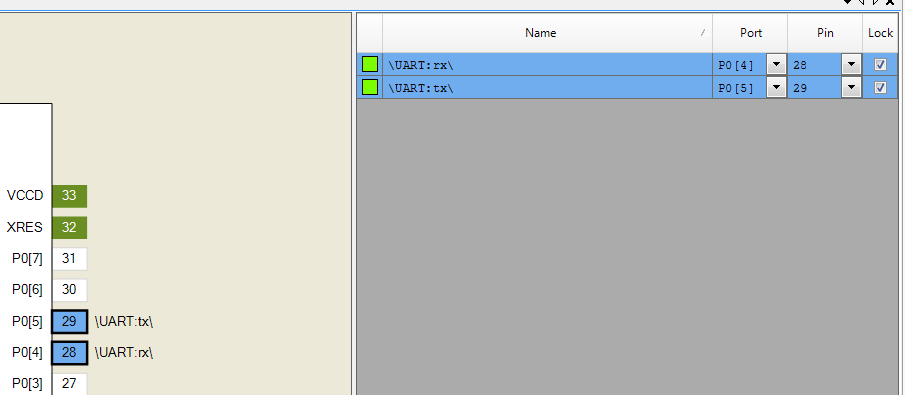 Name / Port Pin Lock
\UART:rx\ P0[4] 28
\UART:tx\ P0[5] 29
VCCD 33
XRES 32
P0[7] 31
P0[6] 30
P0[5] 29 \UART:tx\
P0[4] 28 \UART:rx\
P0[3] 27